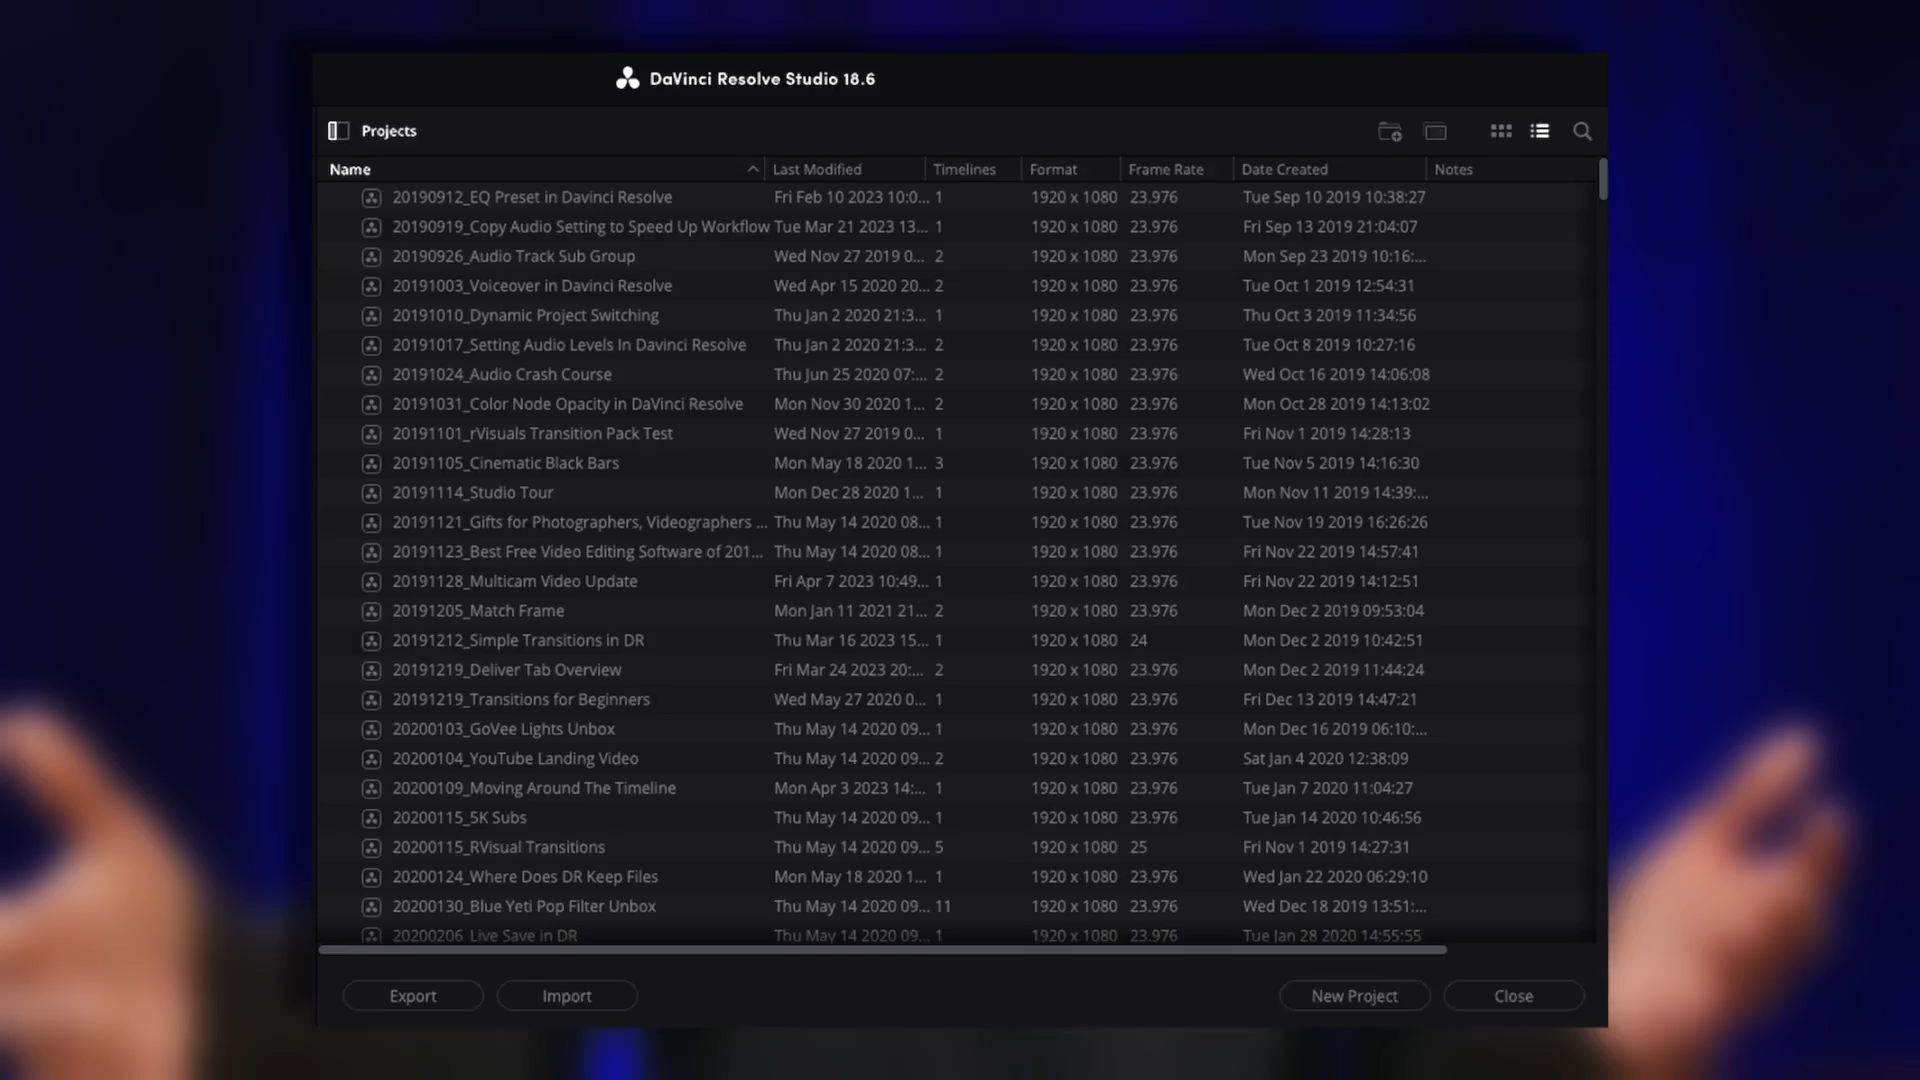 DaVinci Resolve Studio 18.6
Projects
Name Last Modified Timelines Format Frame Rate Date Created Notes
20190912_EQ Preset in Davinci Resolve Fri Feb 10 2023 10:0... 1 1920 x 1080 23.976 Tue Sep 10 2019 10:38:27
20190919_Copy Audio Setting to Speed Up Workflow Tue Mar 21 2023 13... 1 1920 x 1080 23.976 Fri Sep 13 2019 21:04:07
20190926_Audio Track Sub Group Wed Nov 27 2019 0... 2 1920 x 1080 23.976 Mon Sep 23 2019 10:16:...
20191003_Voiceover in Davinci Resolve Wed Apr 15 2020 20... 2 1920 x 1080 23.976 Tue Oct 1 2019 12:54:31
20191010_Dynamic Project Switching Thu Jan 2 2020 21:3... 1 1920 x 1080 23.976 Thu Oct 3 2019 11:34:56
20191017_Setting Audio Levels In Davinci Resolve Thu Jan 2 2020 21:3... 2 1920 x 1080 23.976 Tue Oct 8 2019 10:27:16
20191024_Audio Crash Course Thu Jun 25 2020 07:... 2 1920 x 1080 23.976 Wed Oct 16 2019 14:06:08
20191031_Color Node Opacity in DaVinci Resolve Mon Nov 30 2020 1... 2 1920 x 1080 23.976 Mon Oct 28 2019 14:13:02
20191101_rVisuals Transition Pack Test Wed Nov 27 2019 0... 1 1920 x 1080 23.976 Fri Nov 1 2019 14:28:13
20191105_Cinematic Black Bars Mon May 18 2020 1... 3 1920 x 1080 23.976 Tue Nov 5 2019 14:16:30
20191114_Studio Tour Mon Dec 28 2020 1... 1 1920 x 1080 23.976 Mon Nov 11 2019 14:39:...
20191121_Gifts for Photographers, Videographers ... Thu May 14 2020 08... 1 1920 x 1080 23.976 Tue Nov 19 2019 16:26:26
20191123_Best Free Video Editing Software of 201... Thu May 14 2020 08... 1 1920 x 1080 23.976 Fri Nov 22 2019 14:57:41
20191128_Multicam Video Update Fri Apr 7 2023 10:49... 1 1920 x 1080 23.976 Fri Nov 22 2019 14:12:51
20191205_Match Frame Mon Jan 11 2021 21... 2 1920 x 1080 23.976 Mon Dec 2 2019 09:53:04
20191212_Simple Transitions in DR Thu Mar 16 2023 15... 1 1920 x 1080 24 Mon Dec 2 2019 10:42:51
20191219_Deliver Tab Overview Fri Mar 24 2023 20:... 2 1920 x 1080 23.976 Mon Dec 2 2019 11:44:24
20191219_Transitions for Beginners Wed May 27 2020 0... 1 1920 x 1080 23.976 Fri Dec 13 2019 14:47:21
20200103_GoVee Lights Unbox Thu May 14 2020 09... 1 1920 x 1080 23.976 Mon Dec 16 2019 06:10:...
20200104_YouTube Landing Video Thu May 14 2020 09... 2 1920 x 1080 23.976 Sat Jan 4 2020 12:38:09
20200109_Moving Around The Timeline Mon Apr 3 2023 14:... 1 1920 x 1080 23.976 Tue Jan 7 2020 11:04:27
20200115_5K Subs Thu May 14 2020 09... 1 1920 x 1080 23.976 Tue Jan 14 2020 10:46:56
20200115_RVisual Transitions Thu May 14 2020 09... 5 1920 x 1080 25 Fri Nov 1 2019 14:27:31
20200124_Where Does DR Keep Files Mon May 18 2020 1... 1 1920 x 1080 23.976 Wed Jan 22 2020 06:29:10
20200130_Blue Yeti Pop Filter Unbox Thu May 14 2020 09... 11 1920 x 1080 23.976 Wed Dec 18 2019 13:51:...
20200206_Live Save in DR Thu May 14 2020 09... 1 1920 x 1080 23.976 Tue Jan 28 2020 14:55:55
Export Import New Project Close